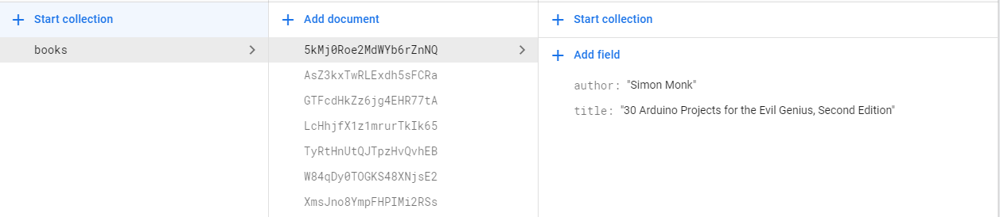 Start collection
books
Add document
5kMj0Roe2MdWYb6rZnNQ
AsZ3kxTwRLExdh5sFCRa
GTFcdHkZz6jg4EHR77tA
LcHhjfX1z1mrurTkIk65
TyRtHnUtQJTpzHvQvhEB
W84qDy0TOGKS48XNjsE2
XmsJno8YmpFHPIMi2RSs
Start collection
Add field
author: "Simon Monk"
title: "30 Arduino Projects for the Evil Genius, Second Edition"